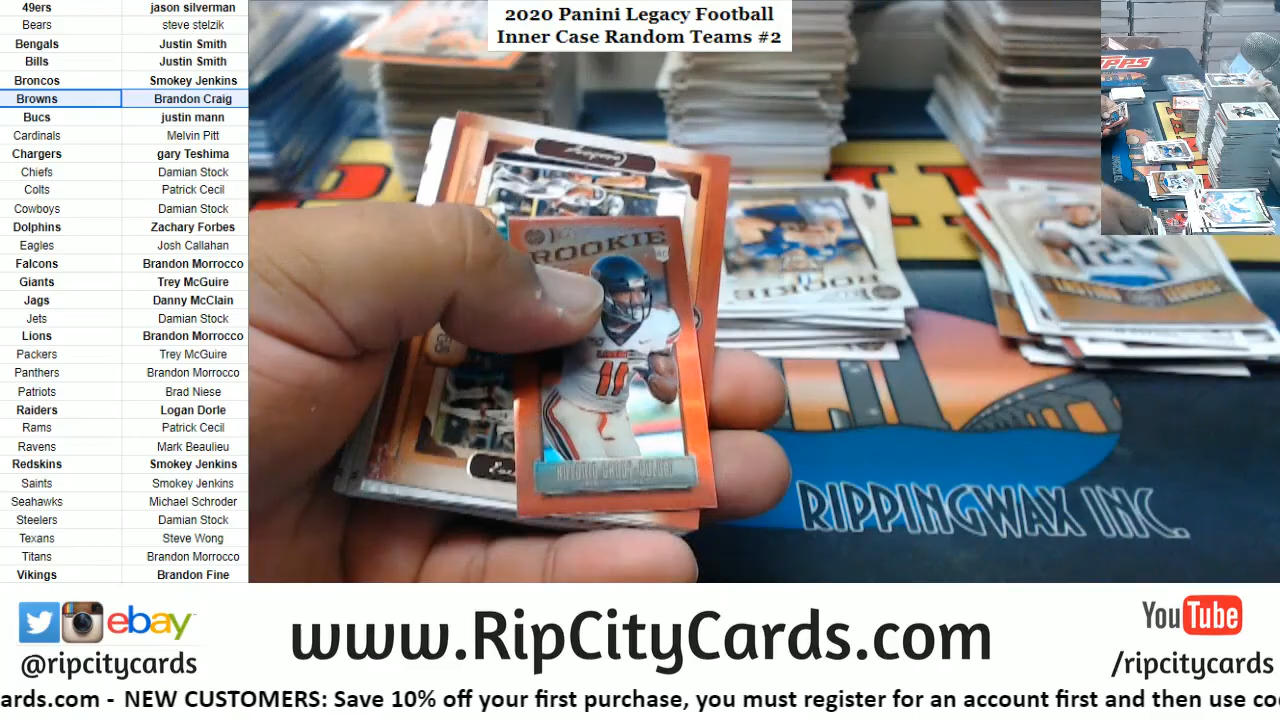 49ers jason silverman
Bears steve stelzik
Bengals Justin Smith
Bills Justin Smith
Broncos Smokey Jenkins
Browns Brandon Craig
Bucs justin mann
Cardinals Melvin Pitt
Chargers gary Teshima
Chiefs Damian Stock
Colts Patrick Cecil
Cowboys Damian Stock
Dolphins Zachary Forbes
Eagles Josh Callahan
Falcons Brandon Morrocco
Giants Trey McGuire
Jags Danny McClain
Jets Damian Stock
Lions Brandon Morrocco
Packers Trey McGuire
Panthers Brandon Morrocco
Patriots Brad Niese
Raiders Logan Dorle
Rams Patrick Cecil
Ravens Mark Beaulieu
Redskins Smokey Jenkins
Saints Smokey Jenkins
Seahawks Michael Schroder
Steelers Damian Stock
Texans Steve Wong
Titans Brandon Morrocco
Vikings Brandon Fine
2020 Panini Legacy Football
Inner Case Random Teams #2
ROOKIE
11
ROOKIE
RIPPINGWAX INC.
ebay
@ripcitycards
www.RipCityCards.com
YouTube
/ripcitycards
cards.com - NEW CUSTOMERS: Save 10% off your first purchase, you must register for an account first and then use